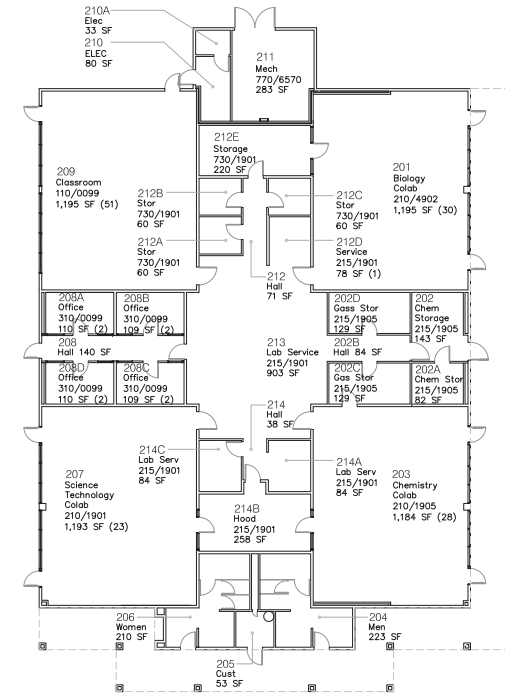 210A
Elec
33 SF
210
ELEC
80 SF
211
Mech
770/6570
283 SF
212E
Storage
730/1901
220 SF
209
Classroom
110/0099
1,195 SF (51)
201
Biology
Colab
210/4902
1,195 SF (30)
212B
Stor
730/1901
60 SF
212C
Stor
730/1901
60 SF
212A
Stor
730/1901
60 SF
212D
Service
215/1901
78 SF (1)
212
Hall
71 SF
208A
Office
310/0099
110 SF (2)
208B
Office
310/0099
109 SF (2)
202D
Gass Stor
215/1905
129 SF
202
Chem
Storage
215/1905
143 SF
208
Hall 140 SF
213
Lab Service
215/1901
903 SF
202B
Hall 84 SF
208D
Office
310/0099
110 SF (2)
208C
Office
310/0099
109 SF (2)
202C
Gas Stor
215/1905
129 SF
202A
Chem Stor
215/1905
82 SF
214
Hall
38 SF
214C
Lab Serv
215/1901
84 SF
214A
Lab Serv
215/1901
84 SF
207
Science
Technology
Colab
210/1901
1,193 SF (23)
203
Chemistry
Colab
210/1905
1,184 SF (28)
214B
Hood
215/1901
258 SF
206
Women
210 SF
204
Men
223 SF
205
Cust
53 SF